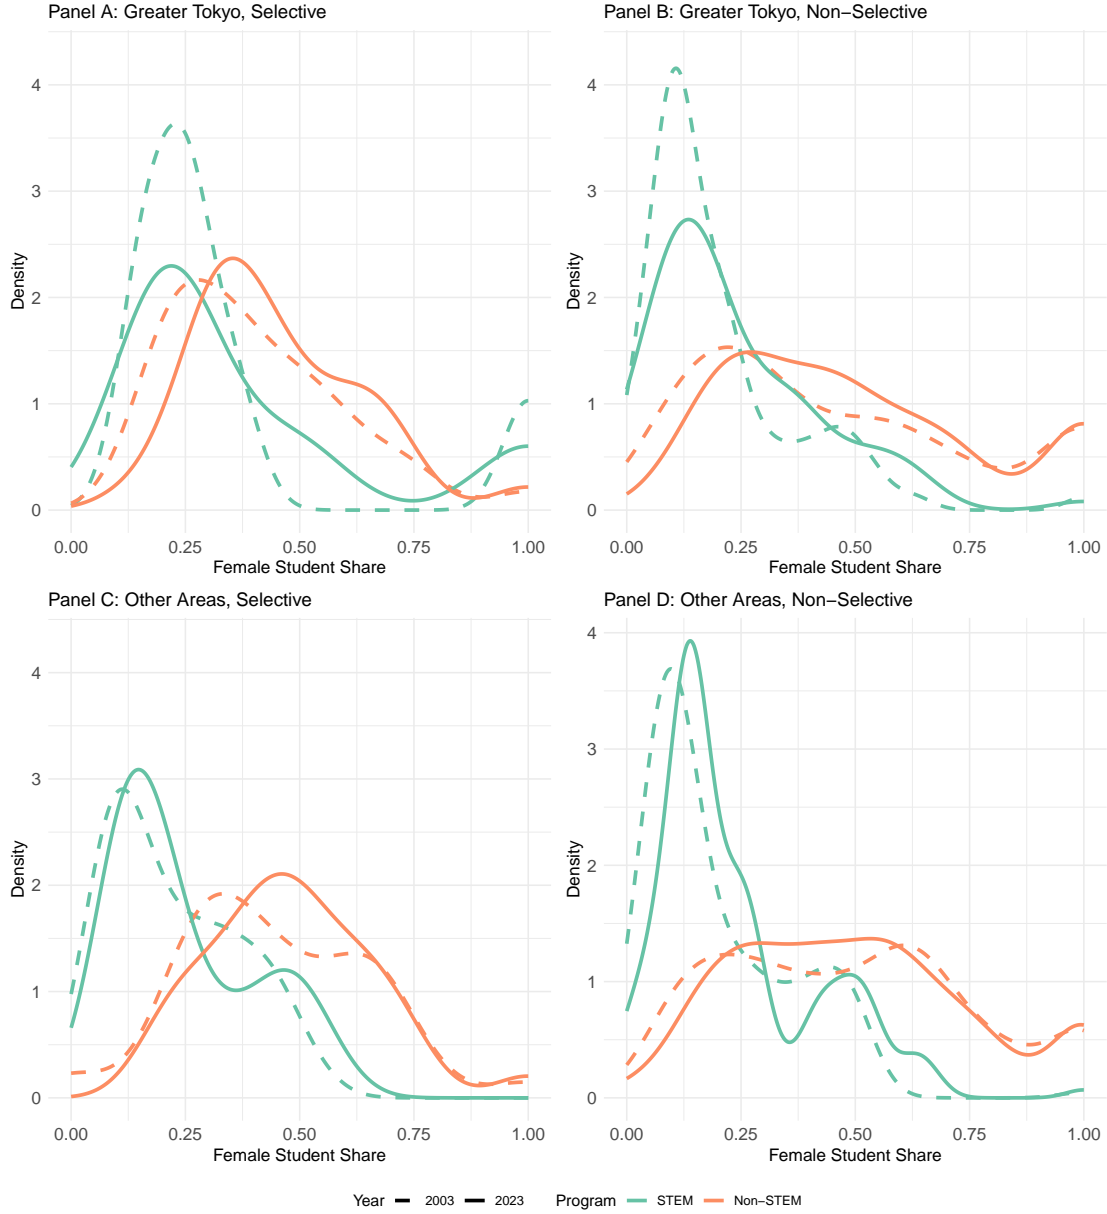 Panel A: Greater Tokyo, Selective
Density
4
3
2
1
0
0.00 0.25 0.50 0.75 1.00
Female Student Share
Panel B: Greater Tokyo, Non−Selective
Density
4
3
2
1
0
0.00 0.25 0.50 0.75 1.00
Female Student Share
Panel C: Other Areas, Selective
Density
4
3
2
1
0
0.00 0.25 0.50 0.75 1.00
Female Student Share
Panel D: Other Areas, Non−Selective
Density
4
3
2
1
0
0.00 0.25 0.50 0.75 1.00
Female Student Share
Year 2003 2023 Program STEM Non−STEM